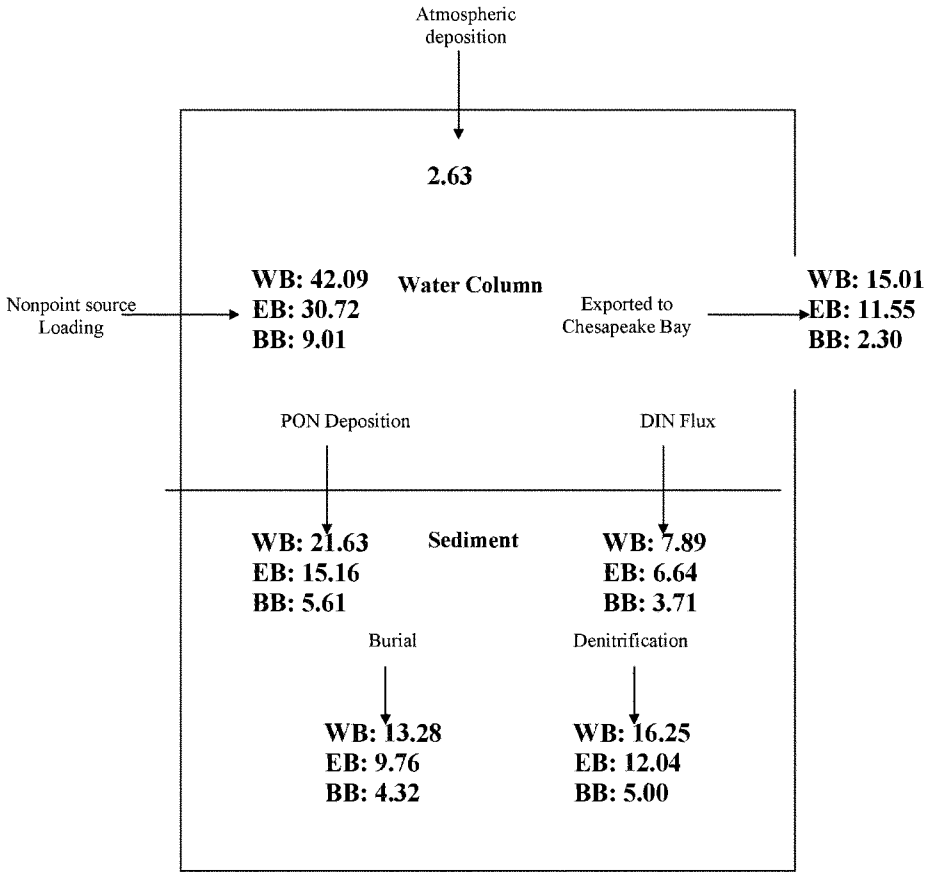 Atmospheric
deposition
2.63
Nonpoint source
Loading
WB: 42.09
EB: 30.72
BB: 9.01
Water Column
Exported to
Chesapeake Bay
WB: 15.01
EB: 11.55
BB: 2.30
PON Deposition
DIN Flux
WB: 21.63
EB: 15.16
BB: 5.61
Sediment
WB: 7.89
EB: 6.64
BB: 3.71
Burial
Denitrification
WB: 13.28
EB: 9.76
BB: 4.32
WB: 16.25
EB: 12.04
BB: 5.00